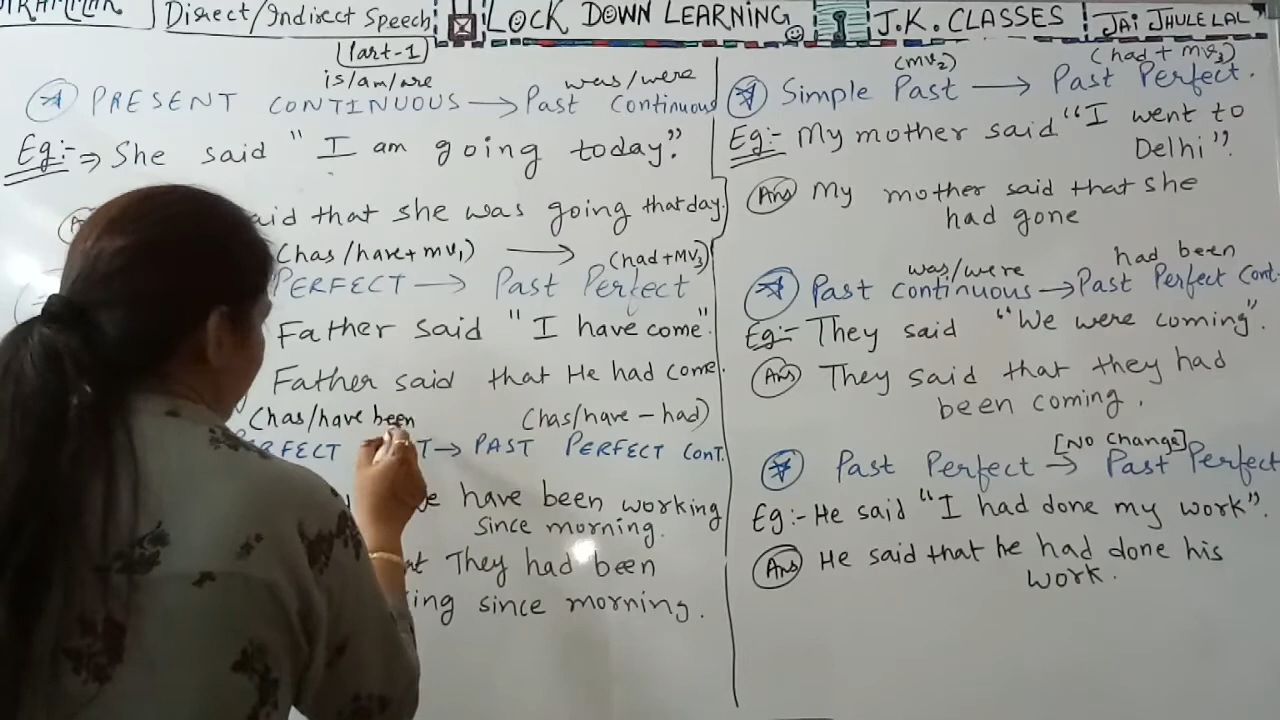 Direct/Indirect Speech
LOCK DOWN LEARNING
J.K. CLASSES
JAI JHULELAL
Part-1
is/am/are
was/were
PRESENT CONTINUOUS → Past Continuous
Eg:- ⇒ She said "I am going today."
said that she was going that day.
(has/have+mv1) → (had+MV3)
PERFECT → Past Perfect
Father said "I have come".
Father said that He had come.
(has/have been (has/have - had)
PAST PERFECT CONT.
have been working
since morning.
They had been
since morning.
(mv2) (had + mv3)
Simple Past → Past Perfect.
Eg:- My mother said "I went to
Delhi".
Ans My mother said that she
had gone
was/were had been
Past continuous → Past Perfect Cont.
Eg:- They said "We were coming".
Ans They said that they had
been coming.
[No change]
Past Perfect → Past Perfect
Eg:- He said "I had done my work".
Ans He said that he had done his
work.